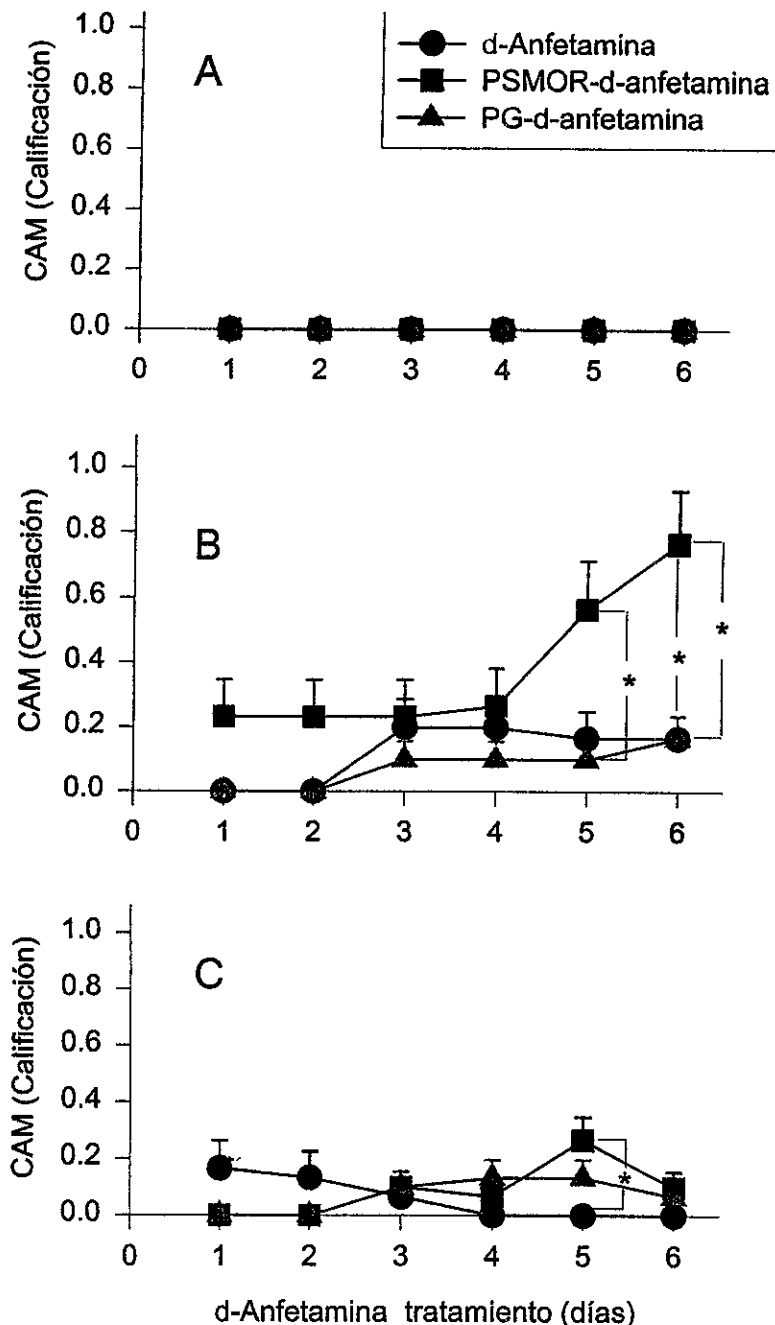 d-Anfetamina
PSMOR-d-anfetamina
PG-d-anfetamina
A
CAM (Calificación)
1.0
0.8
0.6
0.4
0.2
0.0
0 1 2 3 4 5 6
B
CAM (Calificación)
1.0
0.8
0.6
0.4
0.2
0.0
* * *
0 1 2 3 4 5 6
C
CAM (Calificación)
1.0
0.8
0.6
0.4
0.2
0.0
*
0 1 2 3 4 5 6
d-Anfetamina tratamiento (días)